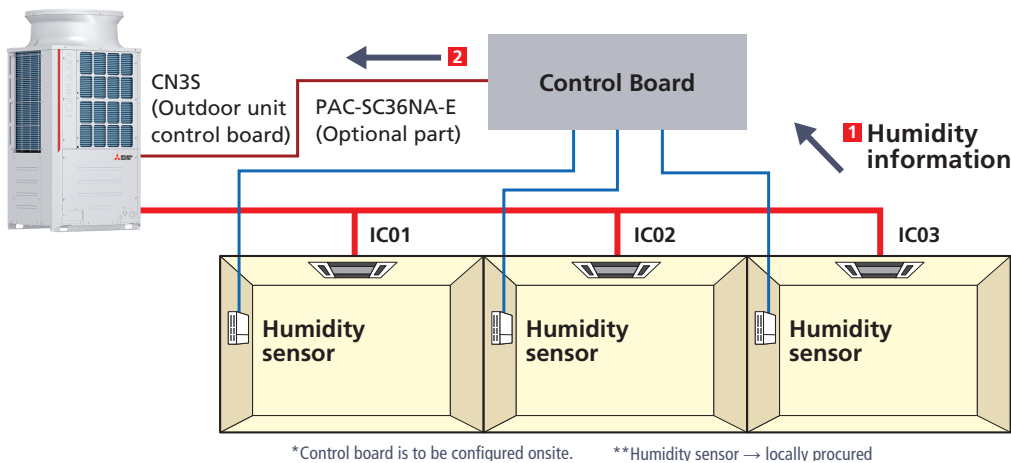 CN3S
(Outdoor unit
control board)
PAC-SC36NA-E
(Optional part)
2
Control Board
1 Humidity
information
IC01
IC02
IC03
Humidity
sensor
Humidity
sensor
Humidity
sensor
*Control board is to be configured onsite.
**Humidity sensor → locally procured